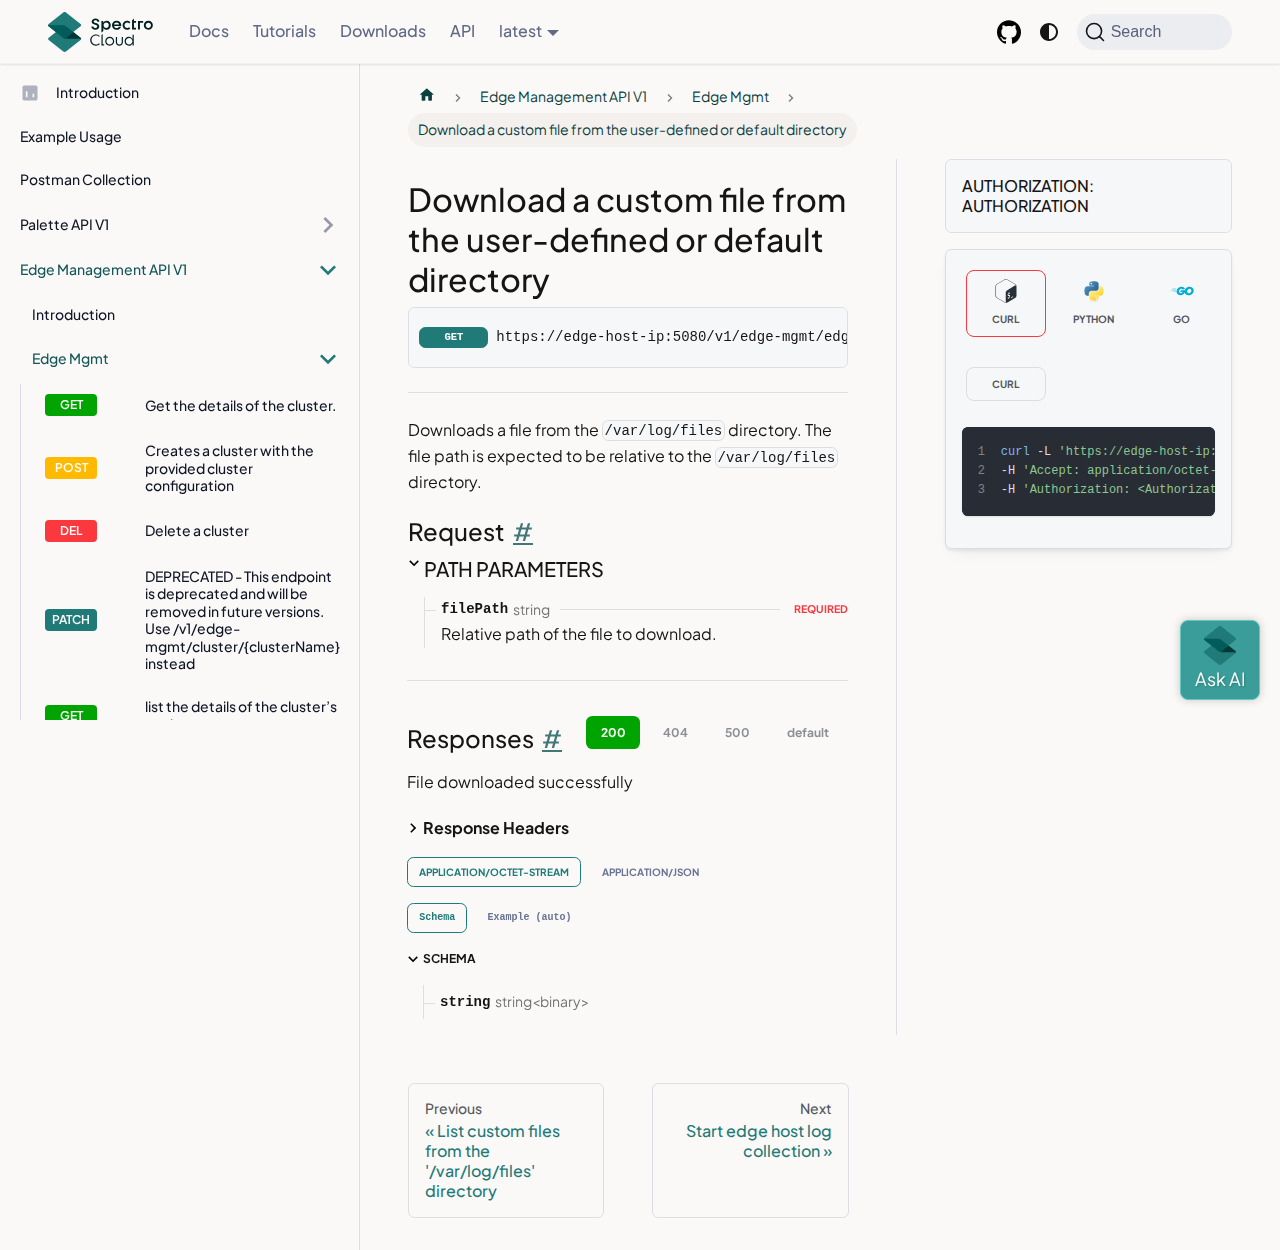 Spectro Cloud
Docs
Tutorials
Downloads
API
latest
Search
Introduction
Example Usage
Postman Collection
Palette API V1
Edge Management API V1
Introduction
Edge Mgmt
GET Get the details of the cluster.
POST Creates a cluster with the
provided cluster
configuration
DEL Delete a cluster
PATCH DEPRECATED - This endpoint
is deprecated and will be
removed in future versions.
Use /v1/edge-
mgmt/cluster/{clusterName}
instead
GET list the details of the cluster's
Edge Management API V1
Edge Mgmt
Download a custom file from the user-defined or default directory
Download a custom file from
the user-defined or default
directory
GET https://edge-host-ip:5080/v1/edge-mgmt/edg
Downloads a file from the /var/log/files directory. The
file path is expected to be relative to the /var/log/files
directory.
Request #
PATH PARAMETERS
filePath string REQUIRED
Relative path of the file to download.
Responses # 200 404 500 default
File downloaded successfully
Response Headers
APPLICATION/OCTET-STREAM APPLICATION/JSON
Schema Example (auto)
SCHEMA
string string<binary>
Previous
« List custom files
from the
'/var/log/files'
directory
Next
Start edge host log
collection »
AUTHORIZATION:
AUTHORIZATION
CURL PYTHON GO
CURL
1 curl -L 'https://edge-host-ip:
2 -H 'Accept: application/octet-
3 -H 'Authorization: <Authorizat
Ask AI